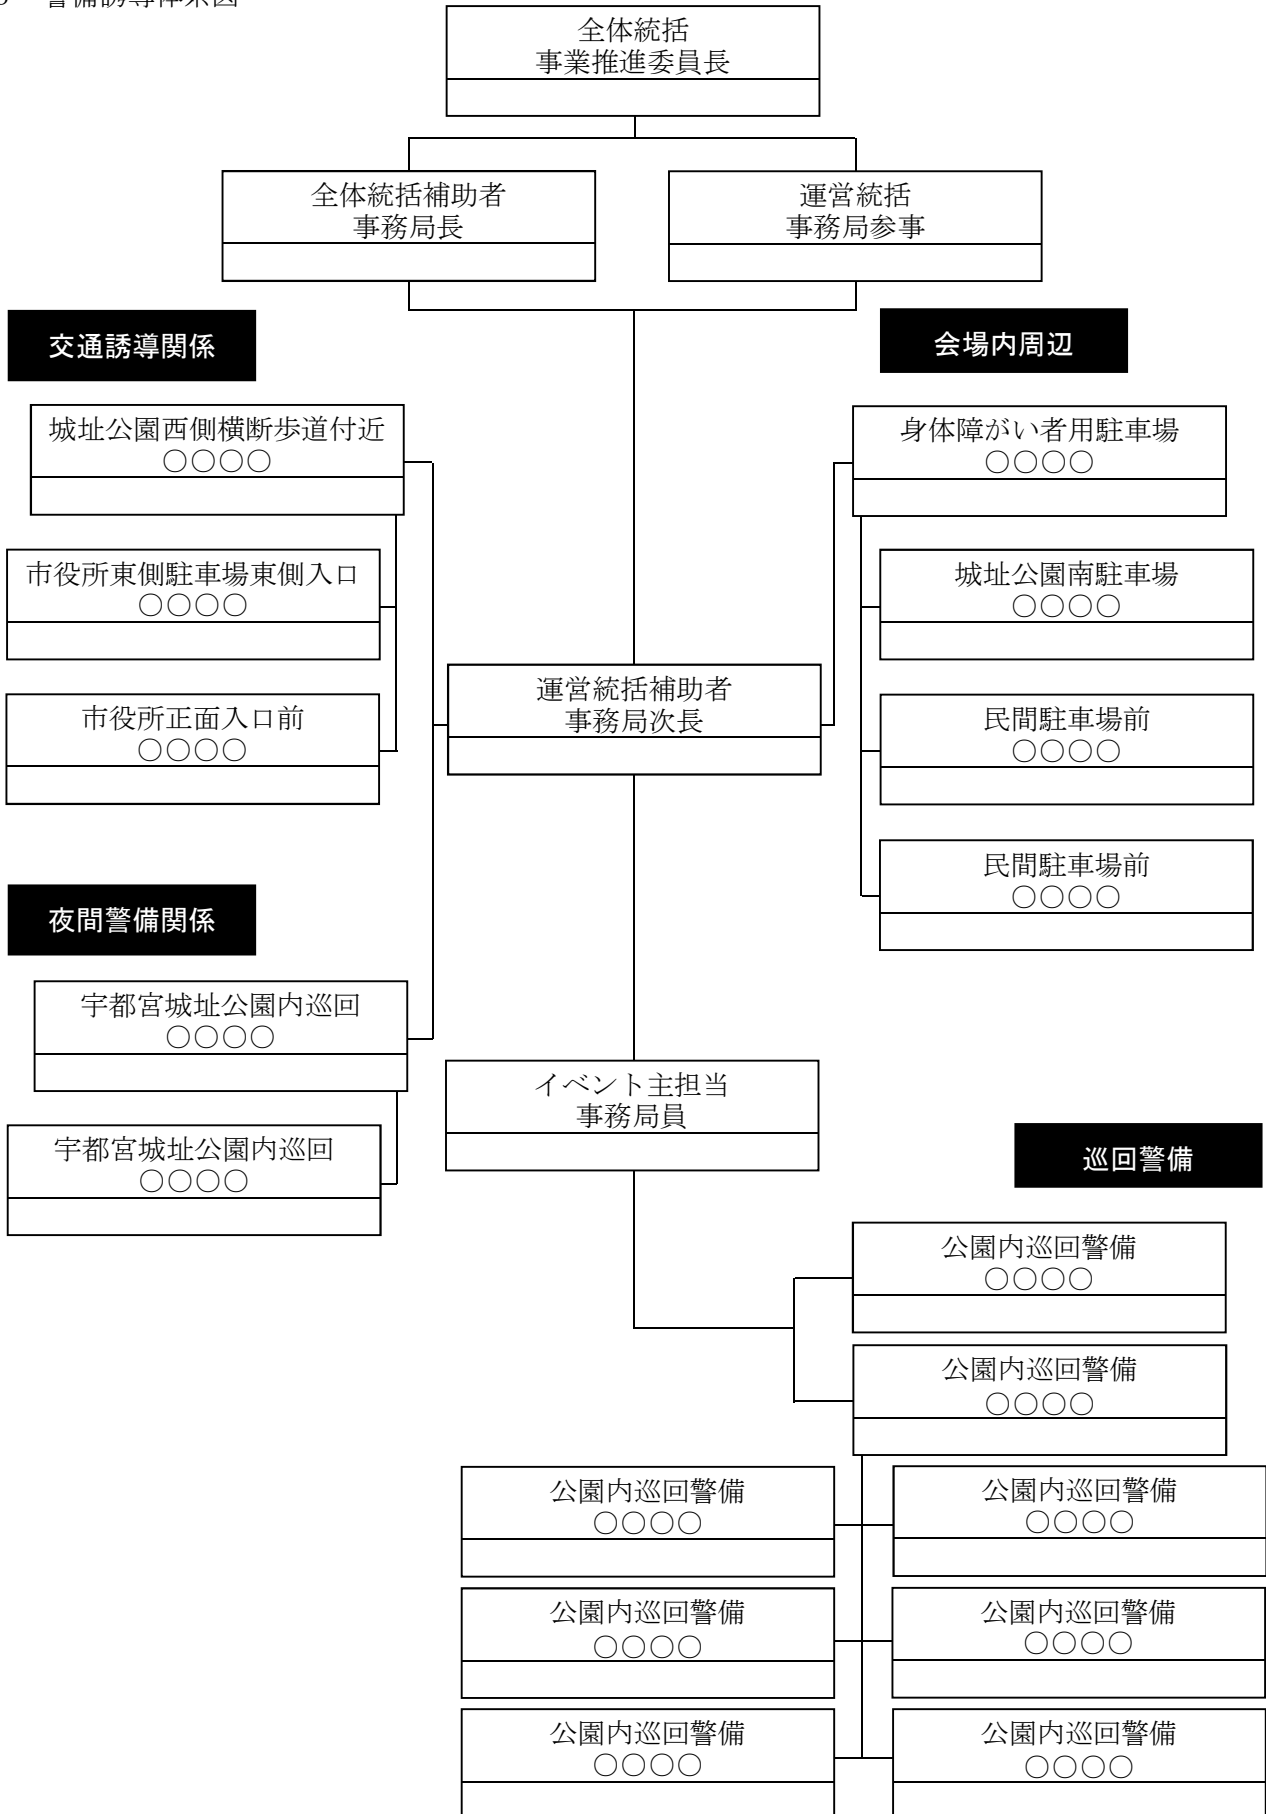 警備誘導体系図
全体統括
事業推進委員長
全体統括補助者
事務局長
運営統括
事務局参事
交通誘導関係
会場内周辺
城址公園西側横断歩道付近
○○○○
身体障がい者用駐車場
○○○○
市役所東側駐車場東側入口
○○○○
城址公園南駐車場
○○○○
運営統括補助者
事務局次長
市役所正面入口前
○○○○
民間駐車場前
○○○○
民間駐車場前
○○○○
夜間警備関係
宇都宮城址公園内巡回
○○○○
イベント主担当
事務局員
宇都宮城址公園内巡回
○○○○
巡回警備
公園内巡回警備
○○○○
公園内巡回警備
○○○○
公園内巡回警備
○○○○
公園内巡回警備
○○○○
公園内巡回警備
○○○○
公園内巡回警備
○○○○
公園内巡回警備
○○○○
公園内巡回警備
○○○○